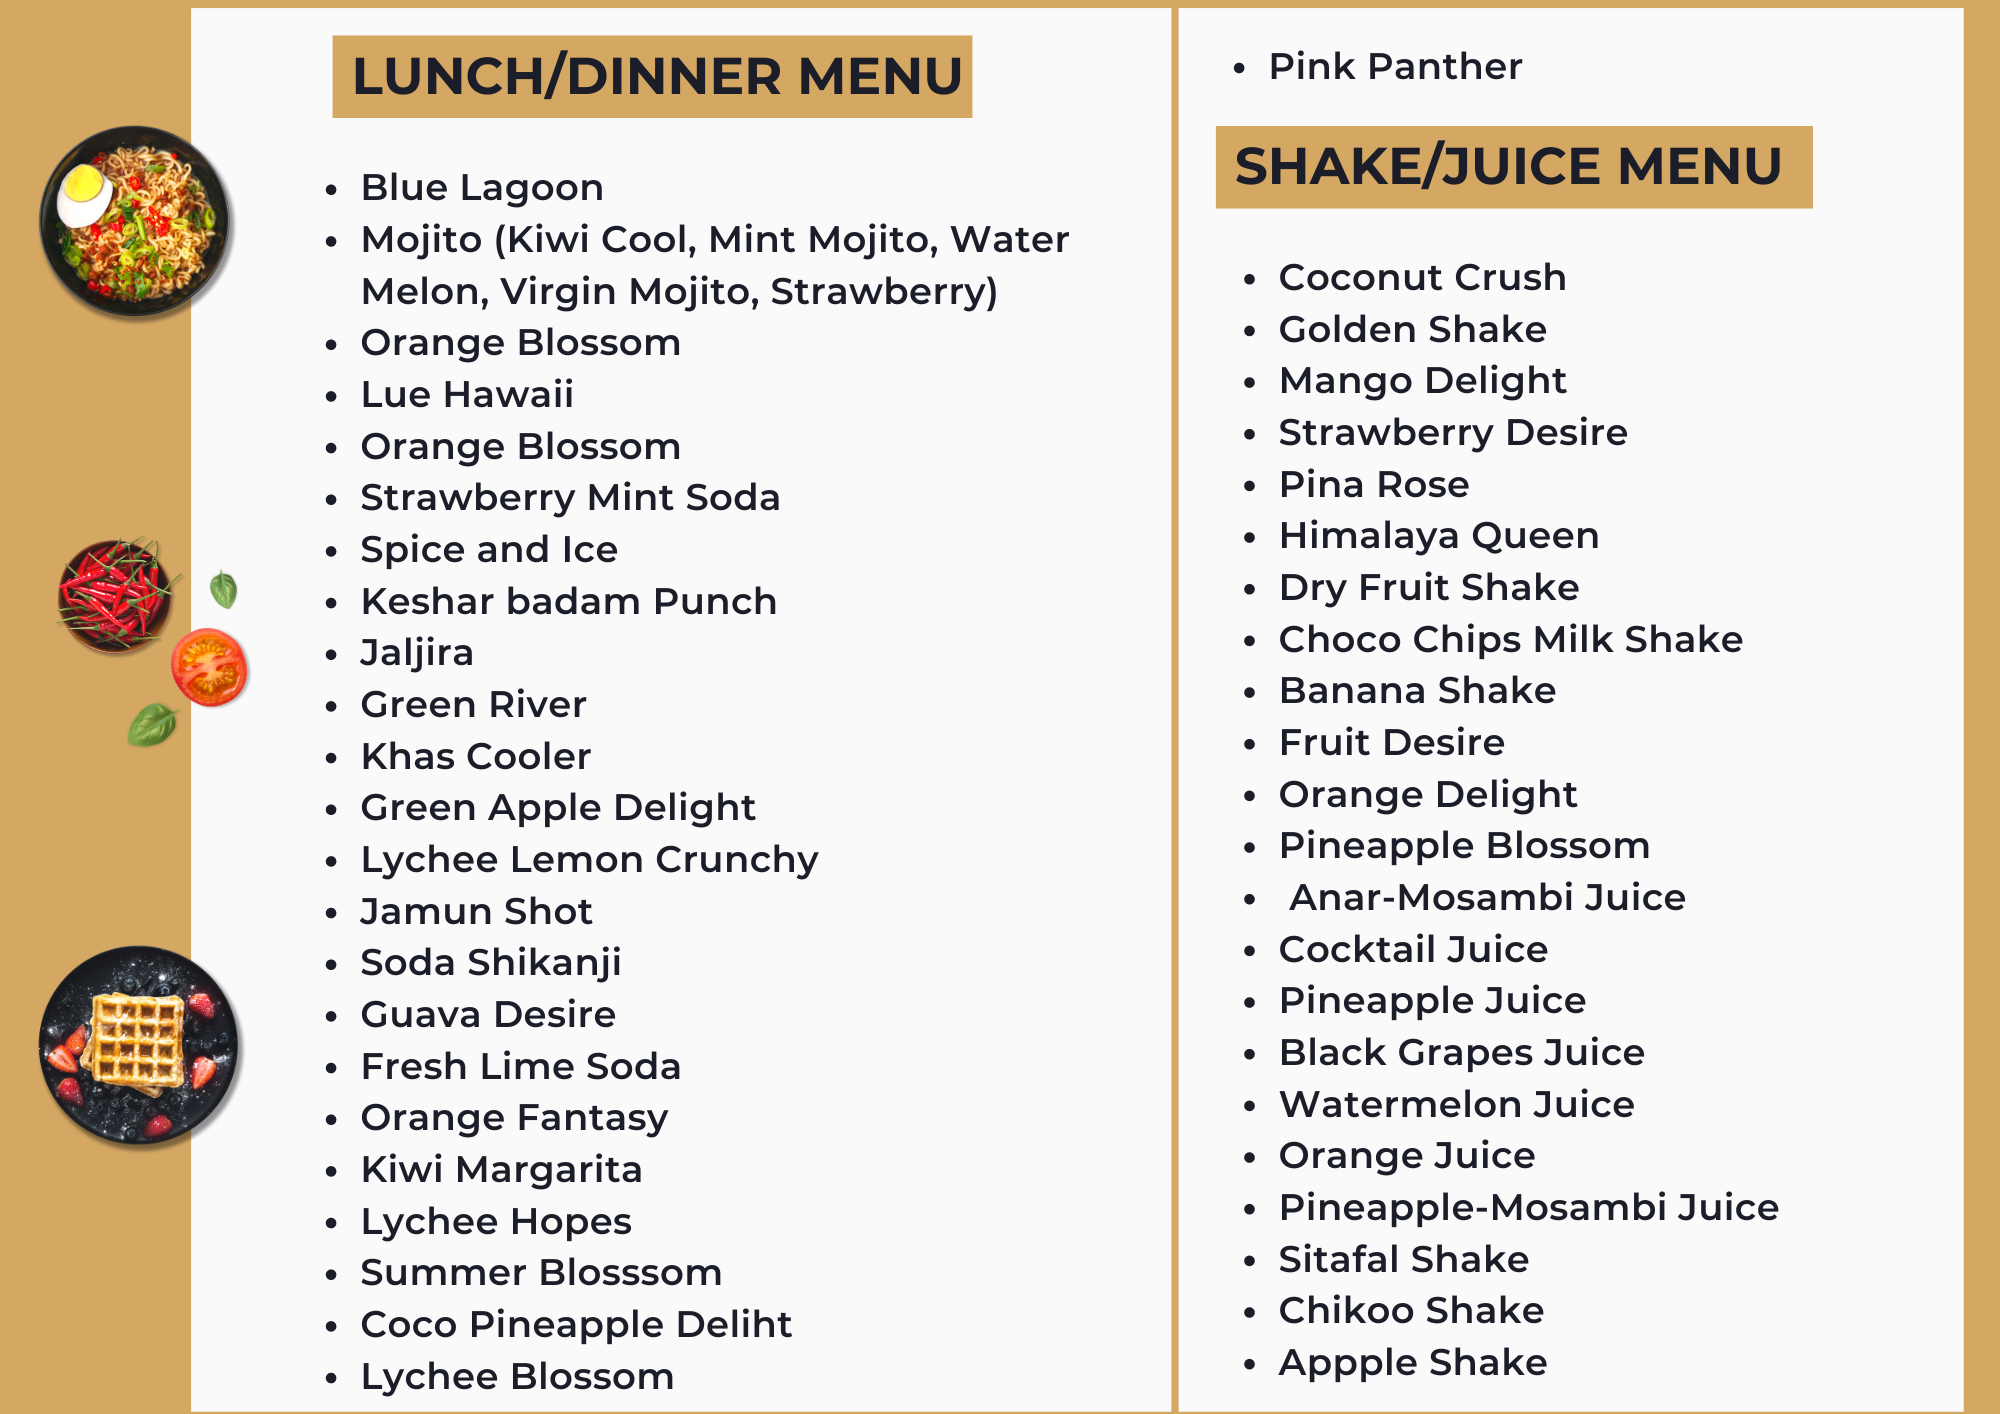 LUNCH/DINNER MENU
• Blue Lagoon
• Mojito (Kiwi Cool, Mint Mojito, Water
Melon, Virgin Mojito, Strawberry)
• Orange Blossom
• Lue Hawaii
• Orange Blossom
• Strawberry Mint Soda
• Spice and Ice
• Keshar badam Punch
• Jaljira
• Green River
• Khas Cooler
• Green Apple Delight
• Lychee Lemon Crunchy
• Jamun Shot
• Soda Shikanji
• Guava Desire
• Fresh Lime Soda
• Orange Fantasy
• Kiwi Margarita
• Lychee Hopes
• Summer Blosssom
• Coco Pineapple Deliht
• Lychee Blossom
• Pink Panther
SHAKE/JUICE MENU
• Coconut Crush
• Golden Shake
• Mango Delight
• Strawberry Desire
• Pina Rose
• Himalaya Queen
• Dry Fruit Shake
• Choco Chips Milk Shake
• Banana Shake
• Fruit Desire
• Orange Delight
• Pineapple Blossom
• Anar-Mosambi Juice
• Cocktail Juice
• Pineapple Juice
• Black Grapes Juice
• Watermelon Juice
• Orange Juice
• Pineapple-Mosambi Juice
• Sitafal Shake
• Chikoo Shake
• Appple Shake